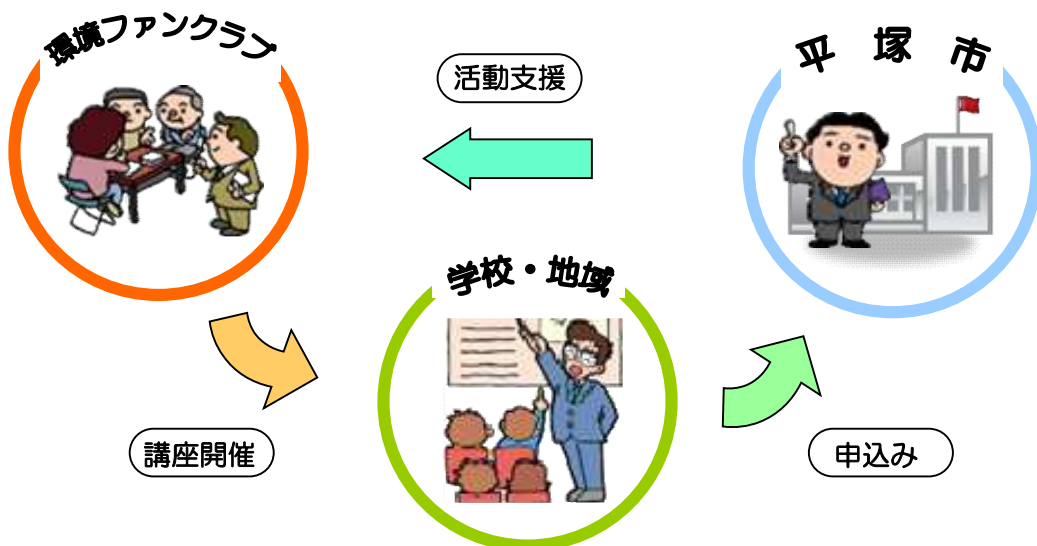 環境ファンクラブ
平塚市
活動支援
学校・地域
講座開催
申込み